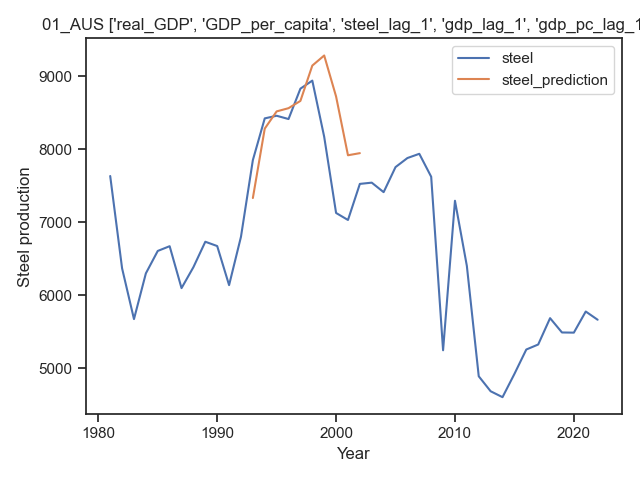 01_AUS ['real_GDP', 'GDP_per_capita', 'steel_lag_1', 'gdp_lag_1', 'gdp_pc_lag_1
steel
steel_prediction
9000
8000
7000
6000
5000
Steel production
1980
1990
2000
2010
2020
Year